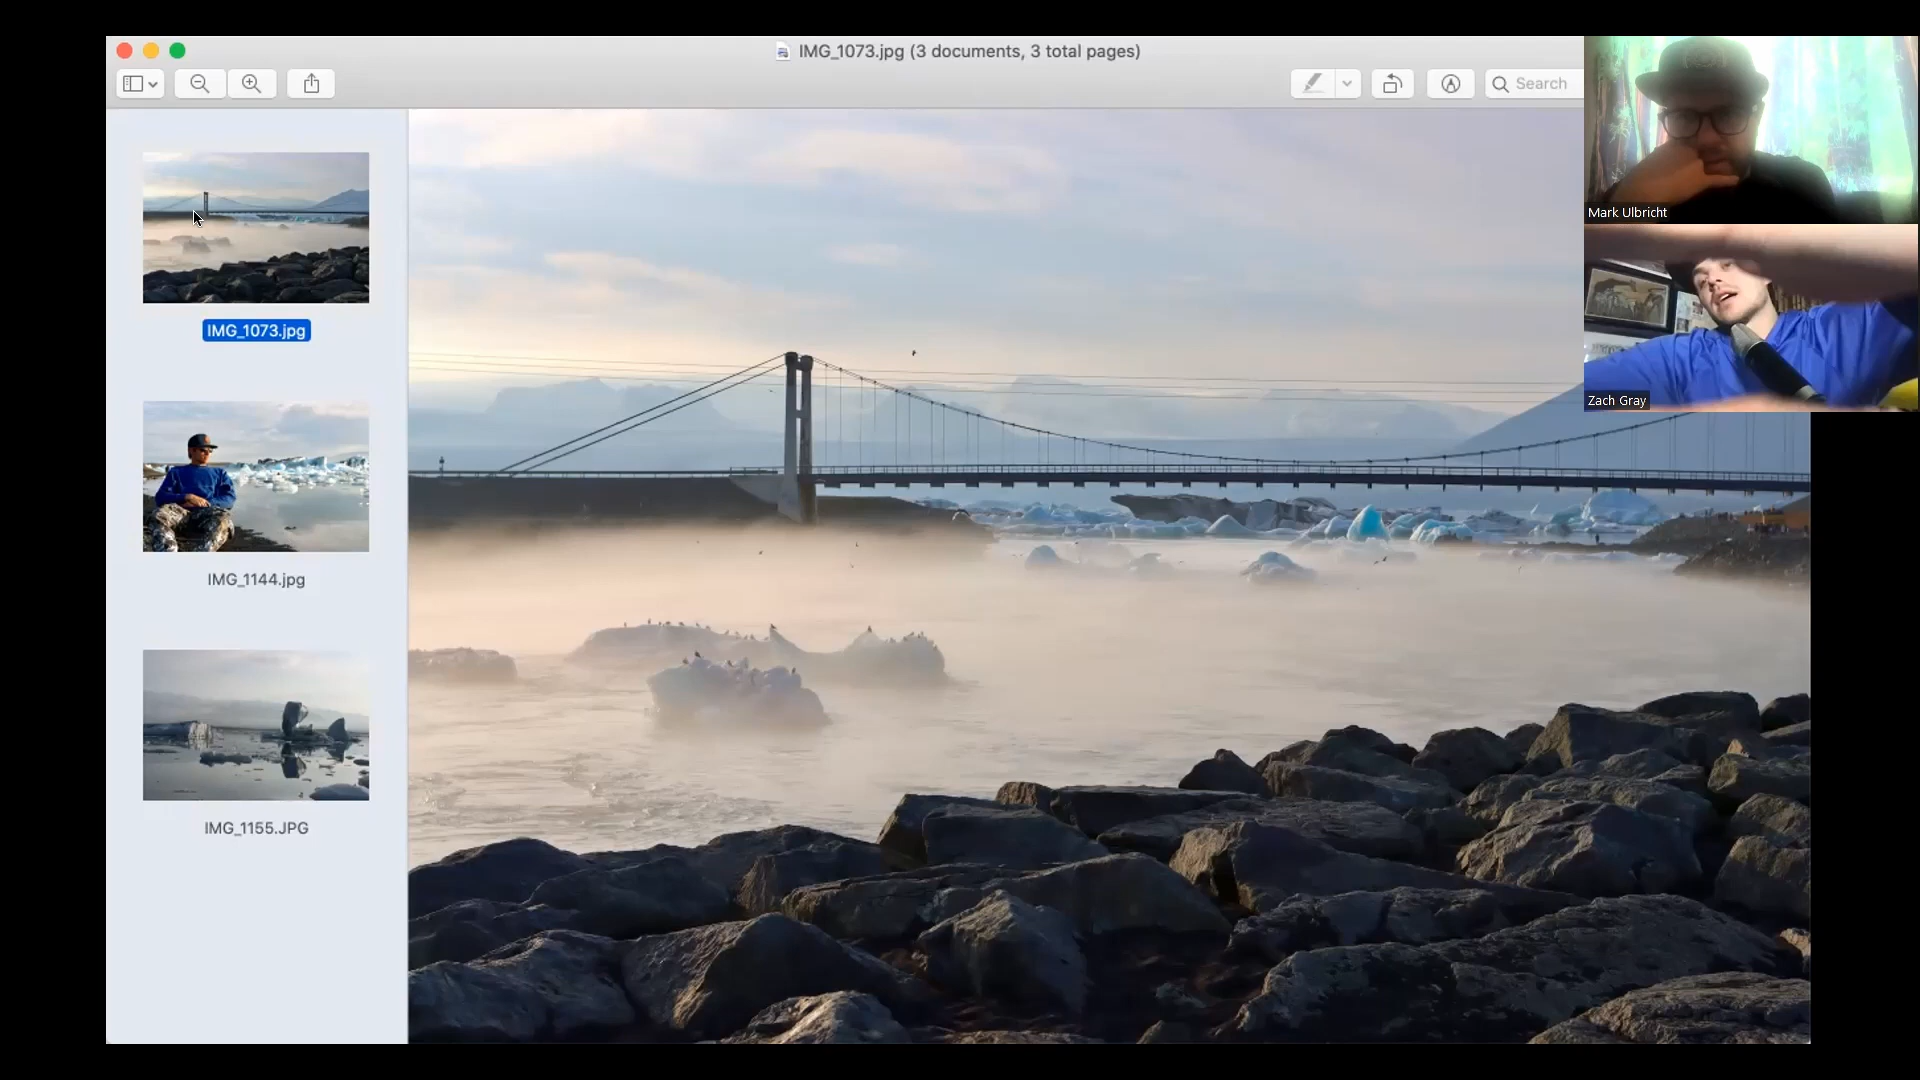 IMG_1073.jpg (3 documents, 3 total pages)
Search
Mark Ulbricht
Zach Gray
IMG_1073.jpg
IMG_1144.jpg
IMG_1155.JPG